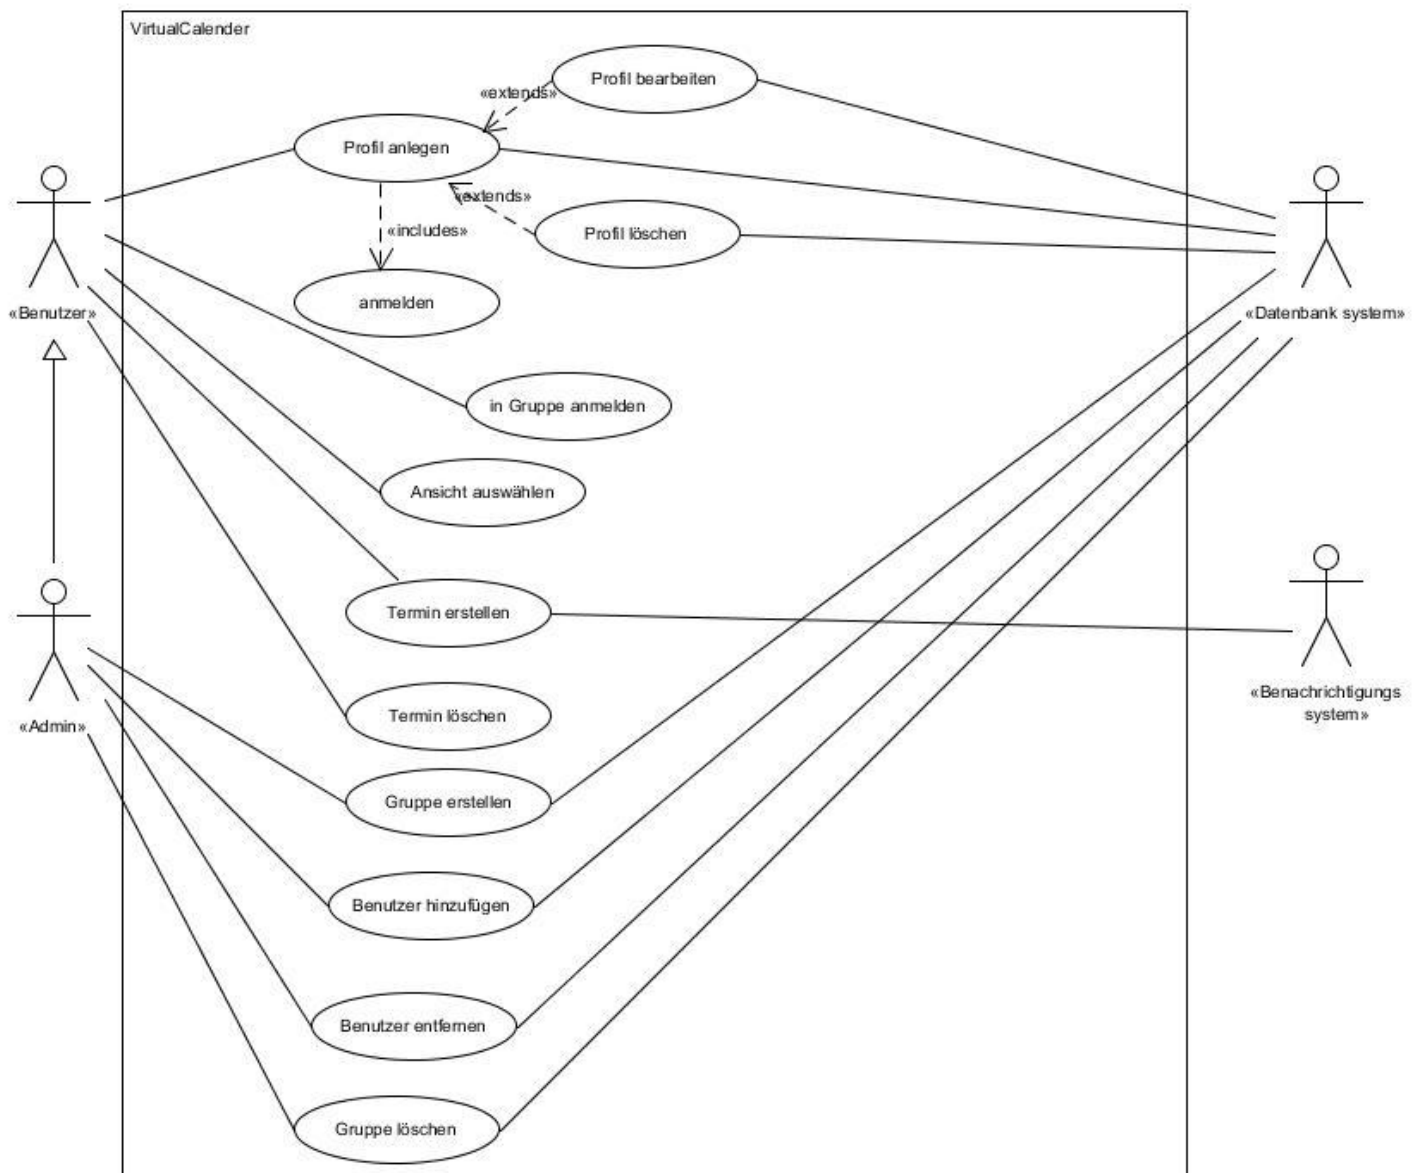 VirtualCalender
Profil bearbeiten
«extends»
Profil anlegen
«extends»
Profil löschen
«includes»
anmelden
«Benutzer»
«Datenbank system»
in Gruppe anmelden
Ansicht auswählen
Termin erstellen
«Benachrichtigungs
system»
Termin löschen
«Admin»
Gruppe erstellen
Benutzer hinzufügen
Benutzer entfernen
Gruppe löschen